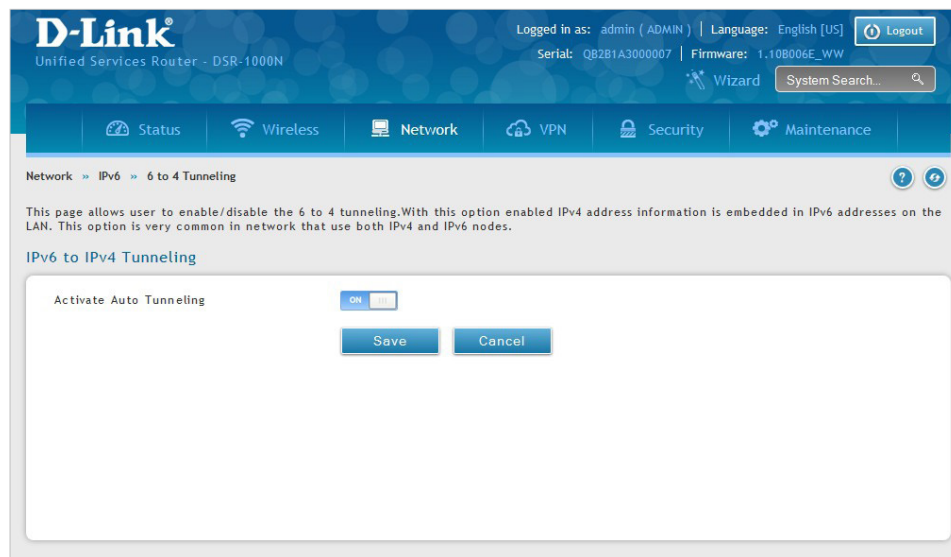 D-Link®
Logged in as: admin ( ADMIN ) | Language: English [US]
Logout
Unified Services Router - DSR-1000N
Serial: QB2B1A3000007 | Firmware: 1.10B006E_WW
Wizard
System Search...
Status
Wireless
Network
VPN
Security
Maintenance
Network » IPv6 » 6 to 4 Tunneling
?
This page allows user to enable/disable the 6 to 4 tunneling.With this option enabled IPv4 address information is embedded in IPv6 addresses on the
LAN. This option is very common in network that use both IPv4 and IPv6 nodes.
IPv6 to IPv4 Tunneling
Activate Auto Tunneling
ON
Save
Cancel